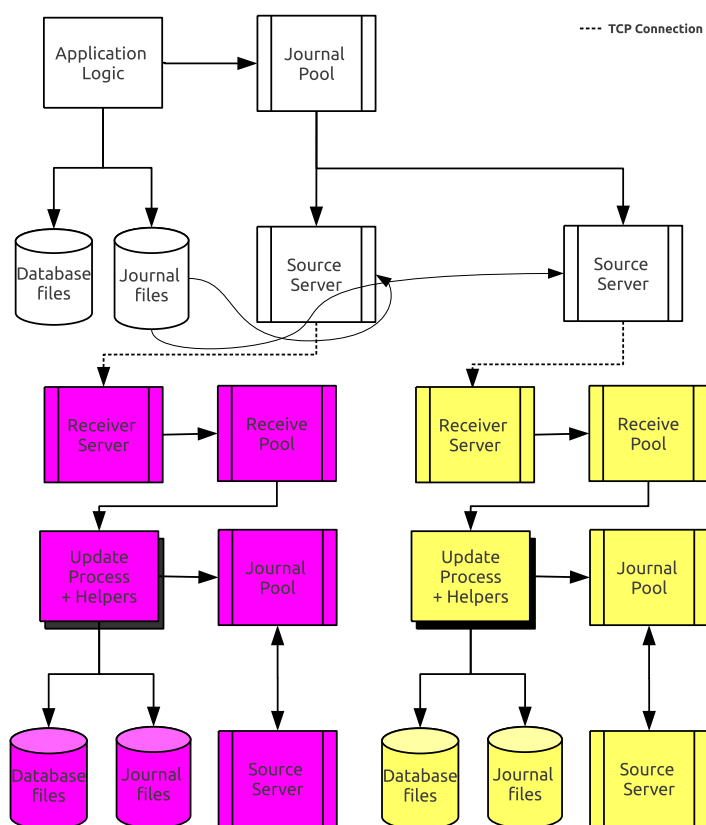 TCP Connection
Application
Logic
Journal
Pool
Database
files
Journal
files
Source
Server
Source
Server
Receiver
Server
Receive
Pool
Receiver
Server
Receive
Pool
Update
Process
+ Helpers
Journal
Pool
Update
Process
+ Helpers
Journal
Pool
Database
files
Journal
files
Source
Server
Database
files
Journal
files
Source
Server